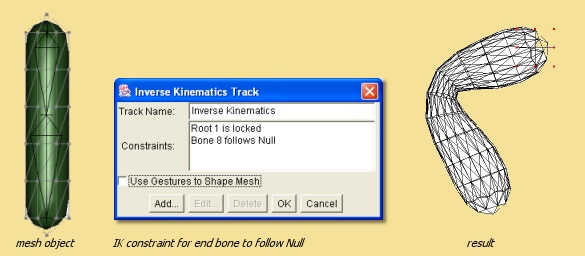 Inverse Kinematics Track
Track Name: Inverse Kinematics
Constraints:
Root 1 is locked
Bone 8 follows Null
Use Gestures to Shape Mesh
Add... Edit... Delete OK Cancel
mesh object IK constraint for end bone to follow Null result